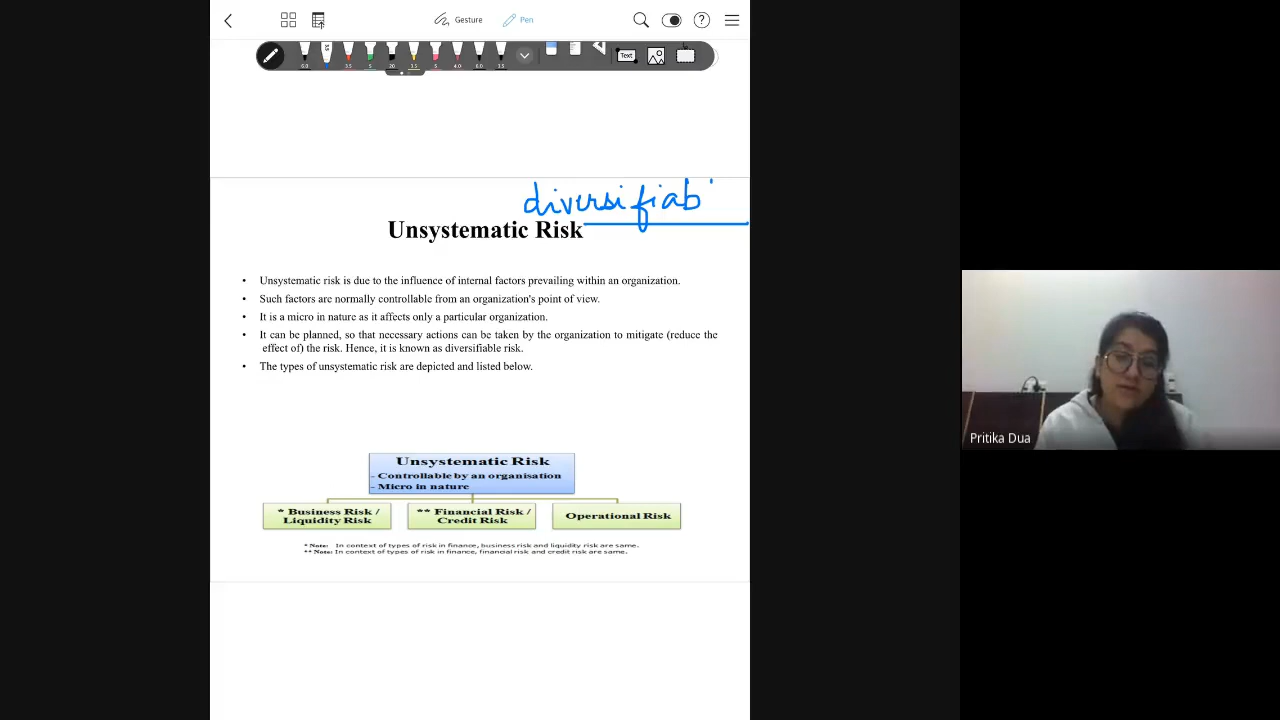 Gesture
Pen
Text
diversifiab
Unsystematic Risk
• Unsystematic risk is due to the influence of internal factors prevailing within an organization.
• Such factors are normally controllable from an organization's point of view.
• It is a micro in nature as it affects only a particular organization.
• It can be planned, so that necessary actions can be taken by the organization to mitigate (reduce the
effect of) the risk. Hence, it is known as diversifiable risk.
• The types of unsystematic risk are depicted and listed below.
Unsystematic Risk
- Controllable by an organisation
- Micro in nature
* Business Risk /
Liquidity Risk
** Financial Risk /
Credit Risk
Operational Risk
* Note: In context of types of risk in finance, business risk and liquidity risk are same.
** Note: In context of types of risk in finance, financial risk and credit risk are same.
Pritika Dua